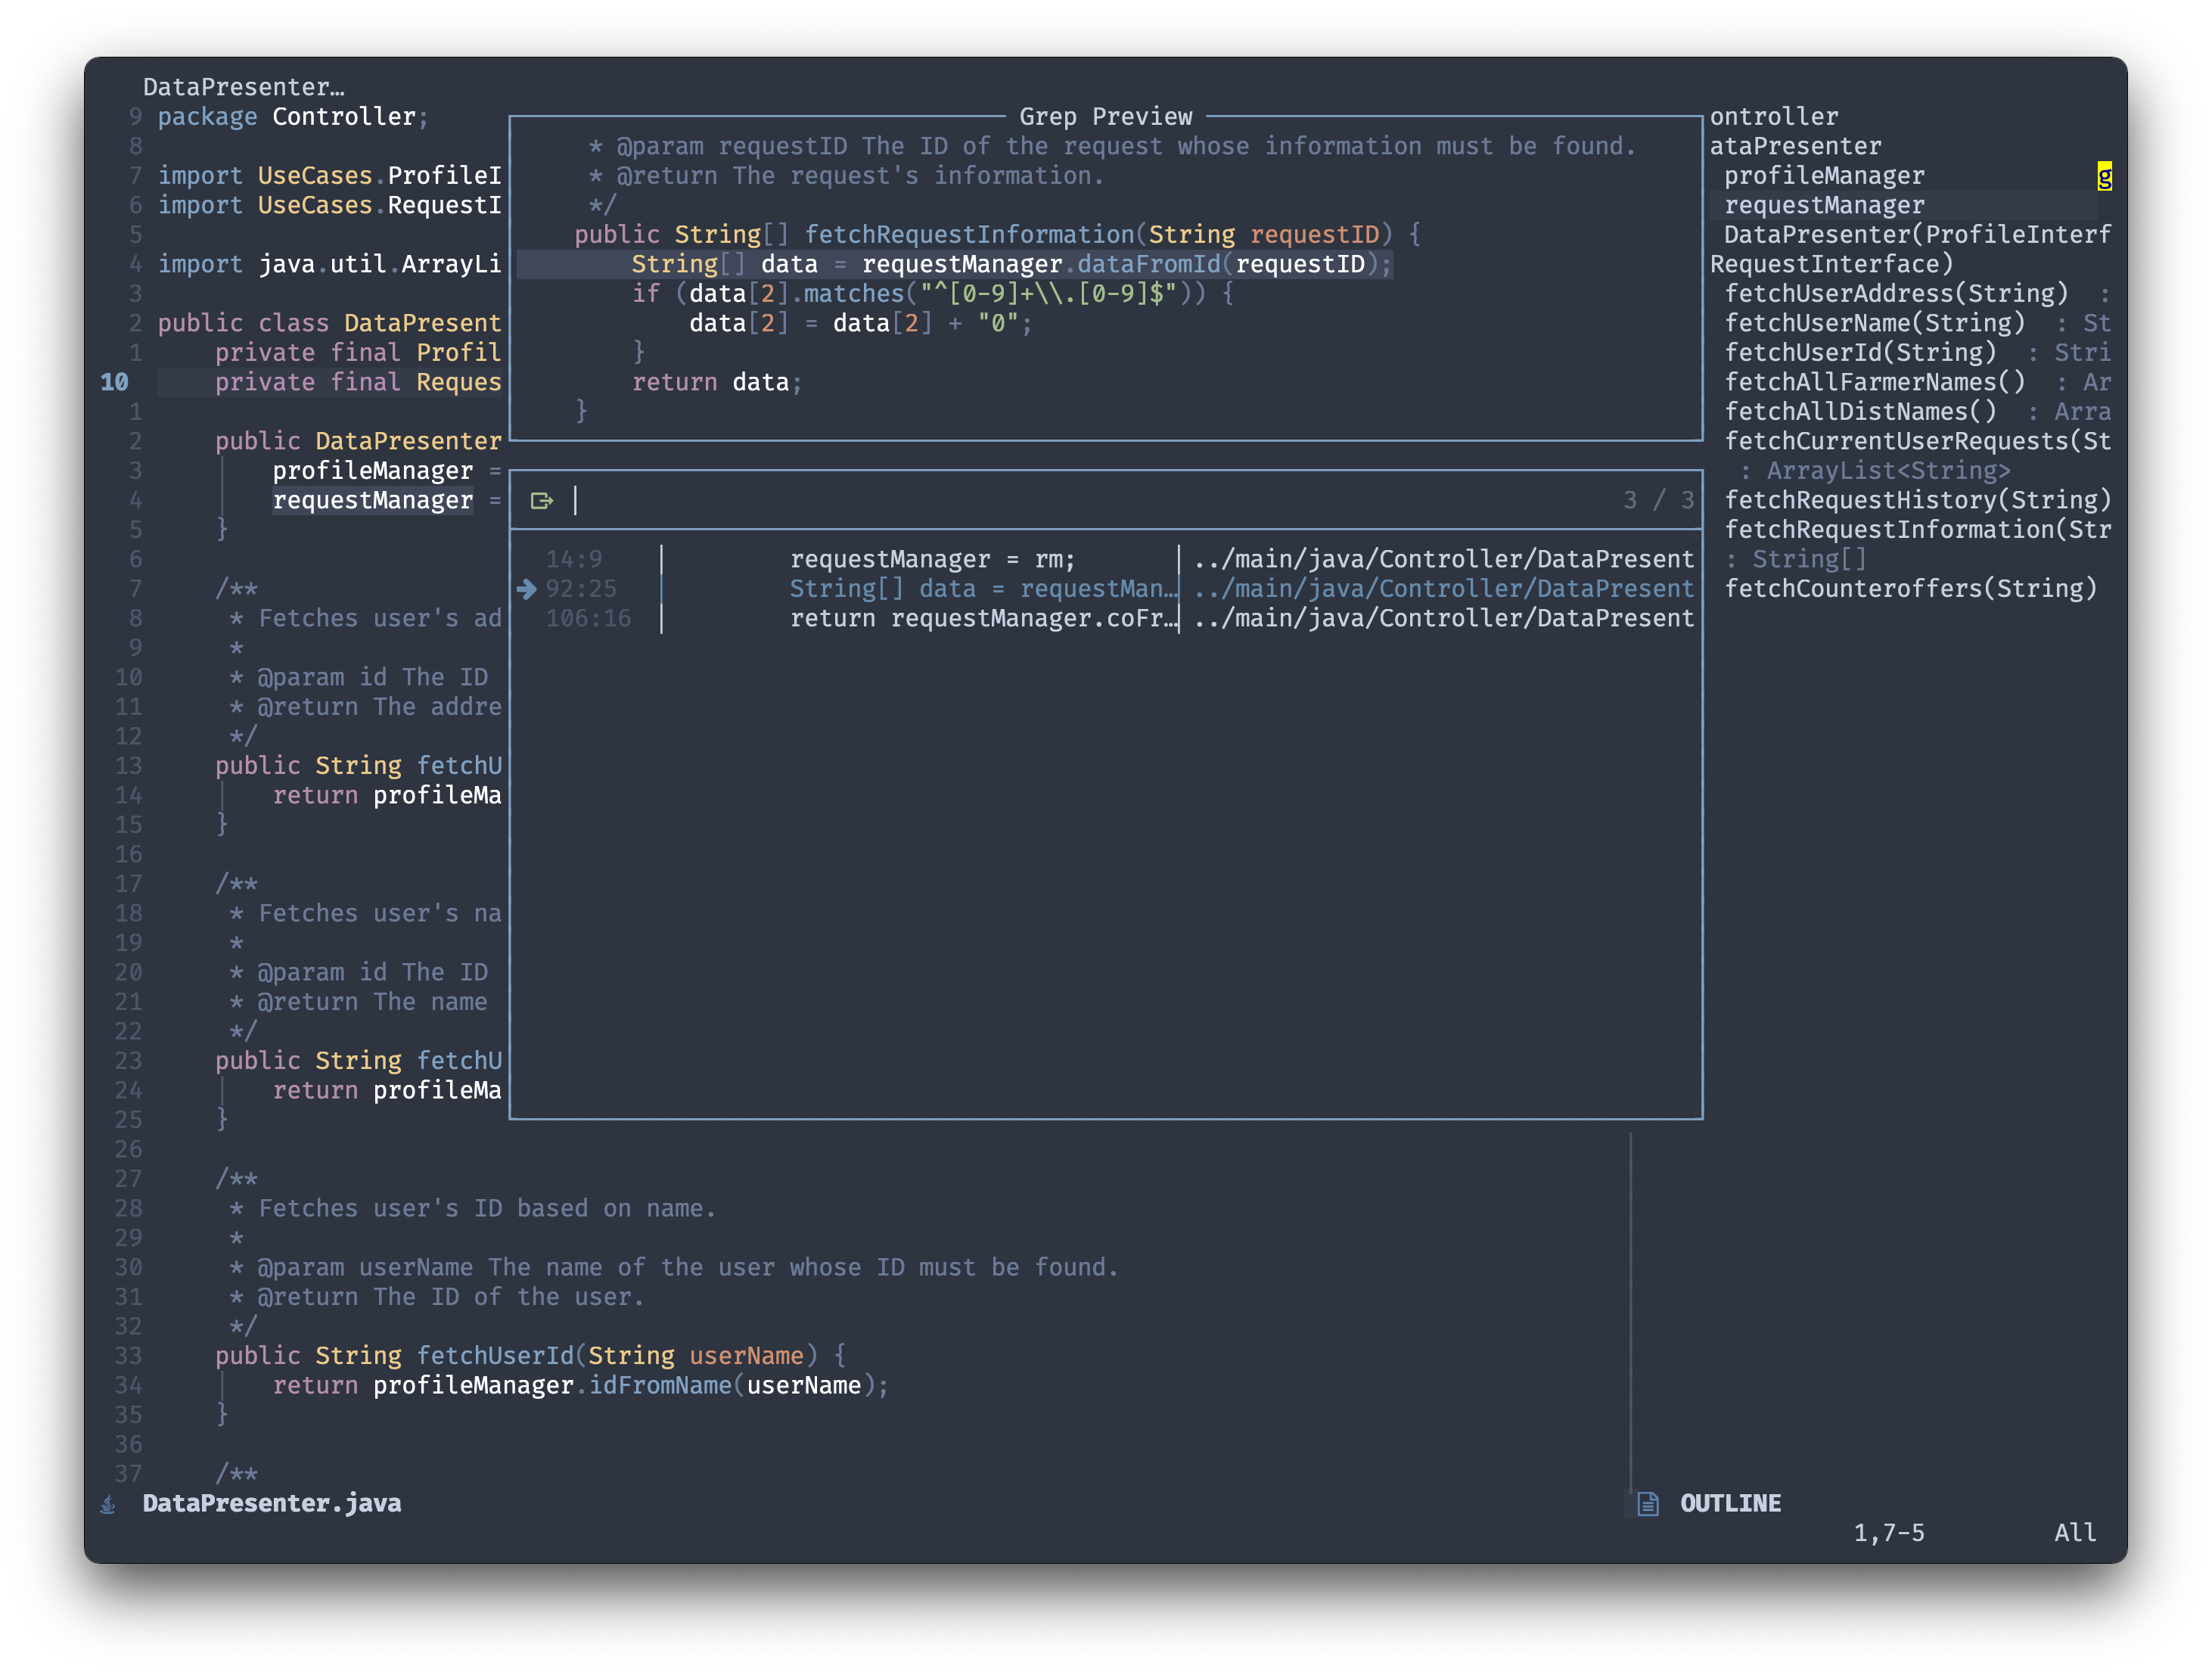 DataPresenter…
9 package Controller;
8
7 import UseCases.ProfileI
6 import UseCases.RequestI
5
4 import java.util.ArrayLi
3
2 public class DataPresent
1 private final Profil
10 private final Reques
1
2 public DataPresenter
3 profileManager =
4 requestManager =
5 }
6
7 /**
8 * Fetches user's ad
9 *
10 * @param id The ID
11 * @return The addre
12 */
13 public String fetchU
14 return profileMa
15 }
16
17 /**
18 * Fetches user's na
19 *
20 * @param id The ID
21 * @return The name
22 */
23 public String fetchU
24 return profileMa
25 }
26
27 /**
28 * Fetches user's ID based on name.
29 *
30 * @param userName The name of the user whose ID must be found.
31 * @return The ID of the user.
32 */
33 public String fetchUserId(String userName) {
34 return profileManager.idFromName(userName);
35 }
36
37 /**
Grep Preview
* @param requestID The ID of the request whose information must be found.
* @return The request's information.
*/
public String[] fetchRequestInformation(String requestID) {
String[] data = requestManager.dataFromId(requestID);
if (data[2].matches("^[0-9]+\\.[0-9]$")) {
data[2] = data[2] + "0";
}
return data;
}
3 / 3
14:9 | requestManager = rm; | ../main/java/Controller/DataPresent
92:25 | String[] data = requestMan…| ../main/java/Controller/DataPresent
106:16 | return requestManager.coFr…| ../main/java/Controller/DataPresent
ontroller
ataPresenter
profileManager g
requestManager
DataPresenter(ProfileInterf
RequestInterface)
fetchUserAddress(String) :
fetchUserName(String) : St
fetchUserId(String) : Stri
fetchAllFarmerNames() : Ar
fetchAllDistNames() : Arra
fetchCurrentUserRequests(St
: ArrayList<String>
fetchRequestHistory(String)
fetchRequestInformation(Str
: String[]
fetchCounteroffers(String)
DataPresenter.java
OUTLINE
1,7-5 All